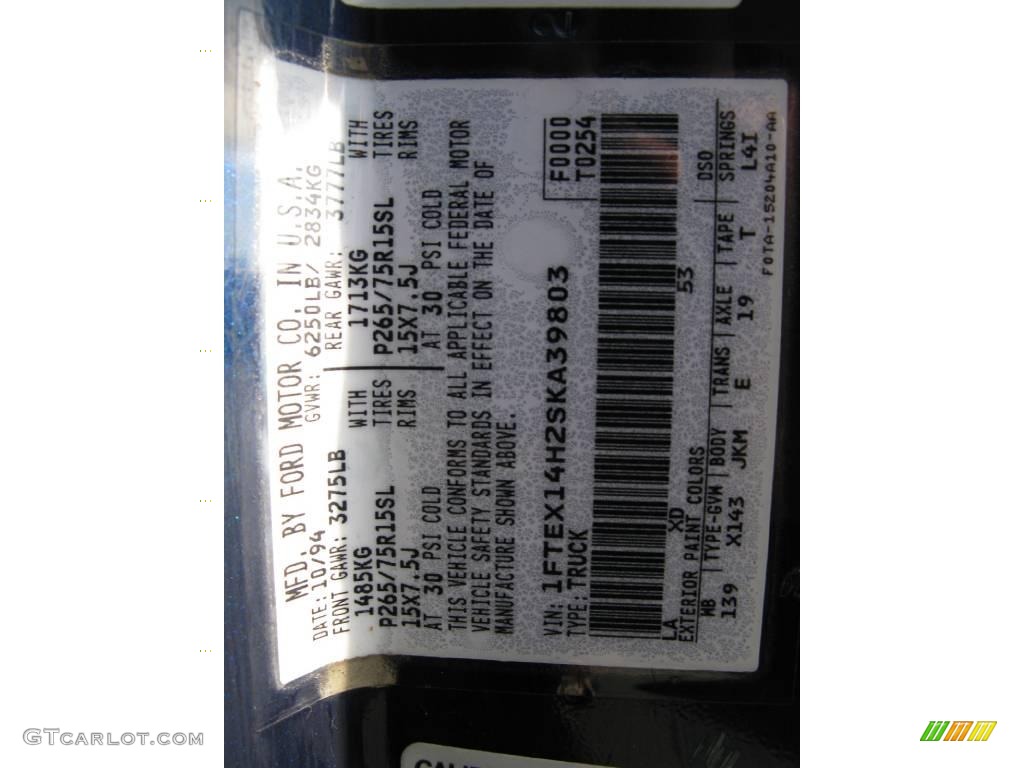 MFD. BY FORD MOTOR CO. IN U.S.A.
DATE: 10/94 GVWR: 6250LB/ 2834KG
FRONT GAWR: 3275LB REAR GAWR: 3777LB
1485KG WITH 1713KG WITH
P265/75R15SL TIRES P265/75R15SL TIRES
15X7.5J RIMS 15X7.5J RIMS
AT 30 PSI COLD AT 30 PSI COLD
THIS VEHICLE CONFORMS TO ALL APPLICABLE FEDERAL MOTOR
VEHICLE SAFETY STANDARDS IN EFFECT ON THE DATE OF
MANUFACTURE SHOWN ABOVE.
VIN: 1FTEX14H2SKA39803 F0000
TYPE: TRUCK T0254
LA XD 53
EXTERIOR PAINT COLORS DSO
WB TYPE-GVW BODY TRANS AXLE TAPE SPRINGS
139 X143 JKM E 19 T L4I
F0TA-15204A10-AA
GTCARLOT.COM